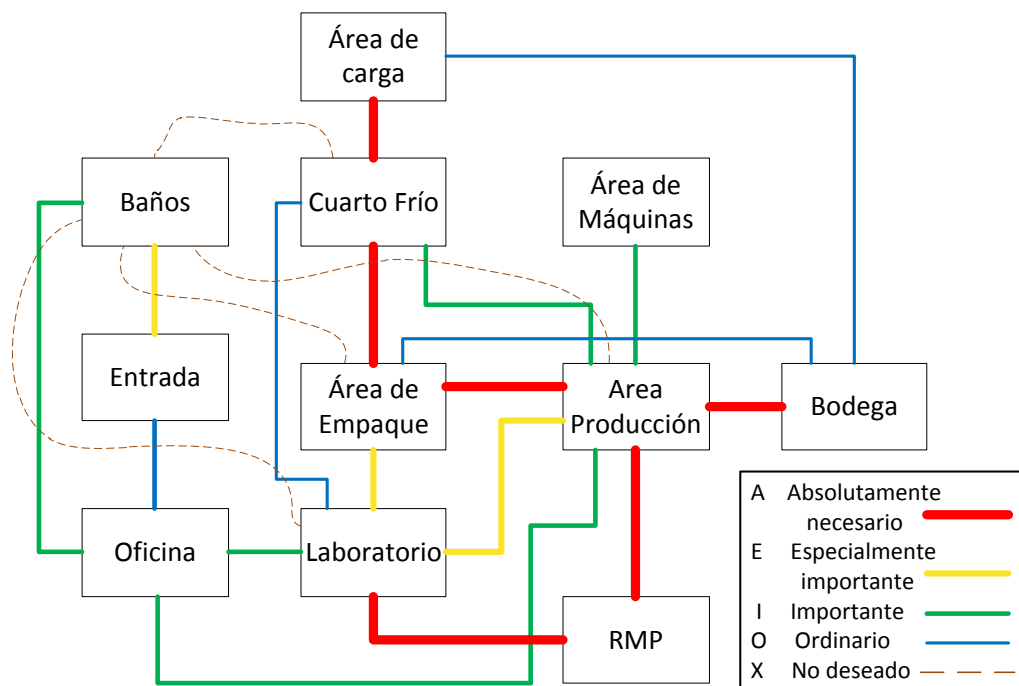 Área de
carga
Baños
Cuarto Frío
Área de
Máquinas
Entrada
Área de
Empaque
Area
Producción
Bodega
Oficina
Laboratorio
RMP
A Absolutamente
necesario
E Especialmente
importante
I Importante
O Ordinario
X No deseado